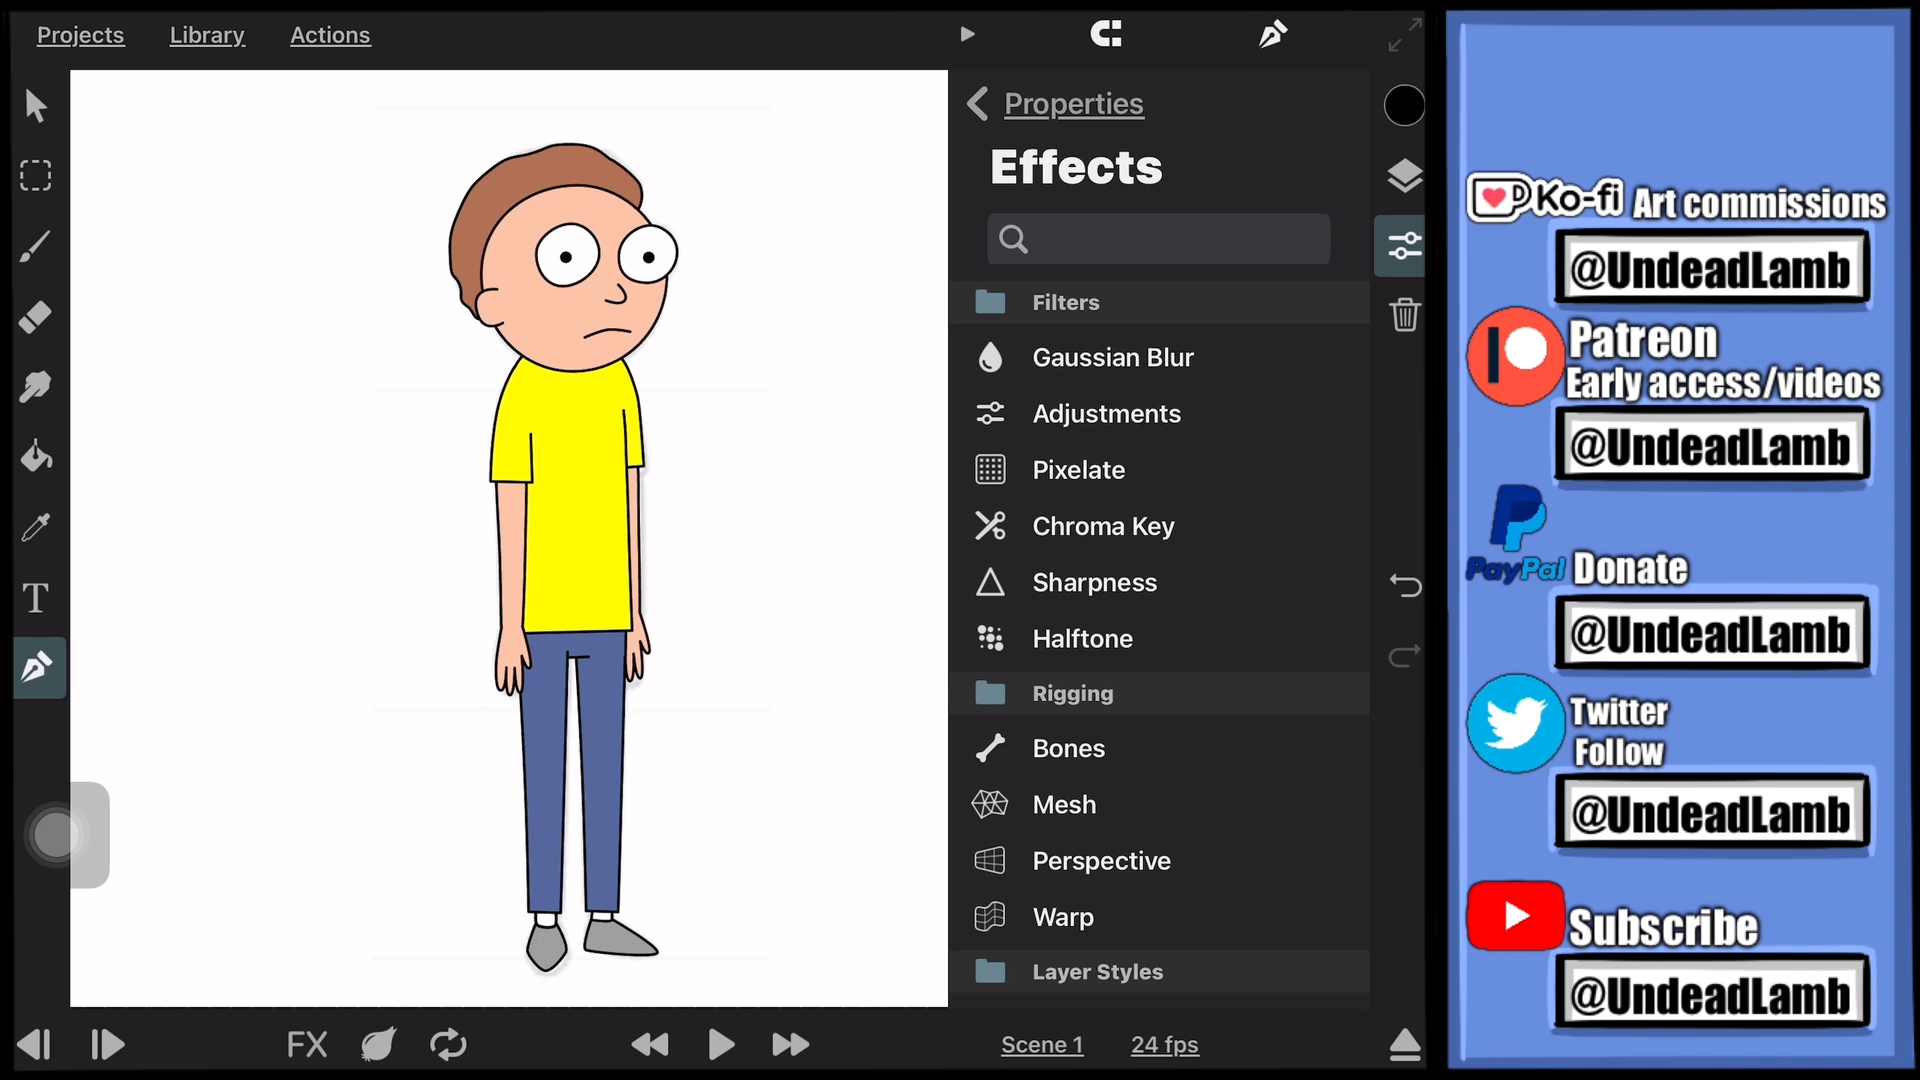 Projects
Library
Actions
Properties
Effects
Filters
Gaussian Blur
Adjustments
Pixelate
Chroma Key
Sharpness
Halftone
Rigging
Bones
Mesh
Perspective
Warp
Layer Styles
T
FX
Scene 1
24 fps
Ko-fi Art commissions
@UndeadLamb
Patreon
Early access/videos
@UndeadLamb
PayPal Donate
@UndeadLamb
Twitter
Follow
@UndeadLamb
Subscribe
@UndeadLamb